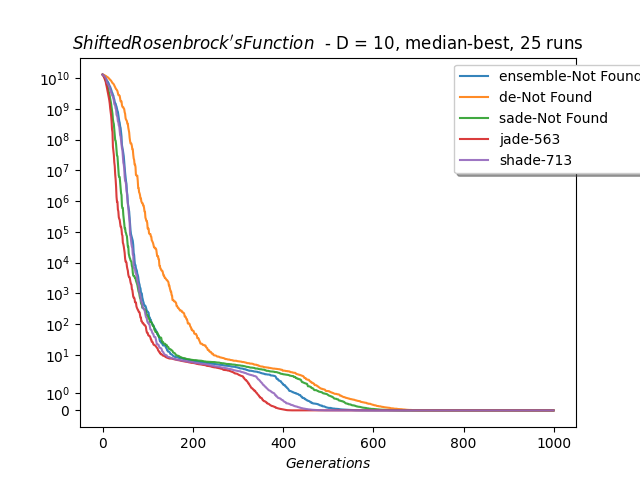 ShiftedRosenbrock'sFunction - D = 10, median-best, 25 runs
ensemble-Not Found
de-Not Found
sade-Not Found
jade-563
shade-713
10^10
10^9
10^8
10^7
10^6
10^5
10^4
10^3
10^2
10^1
10^0
0
0 200 400 600 800 1000
Generations